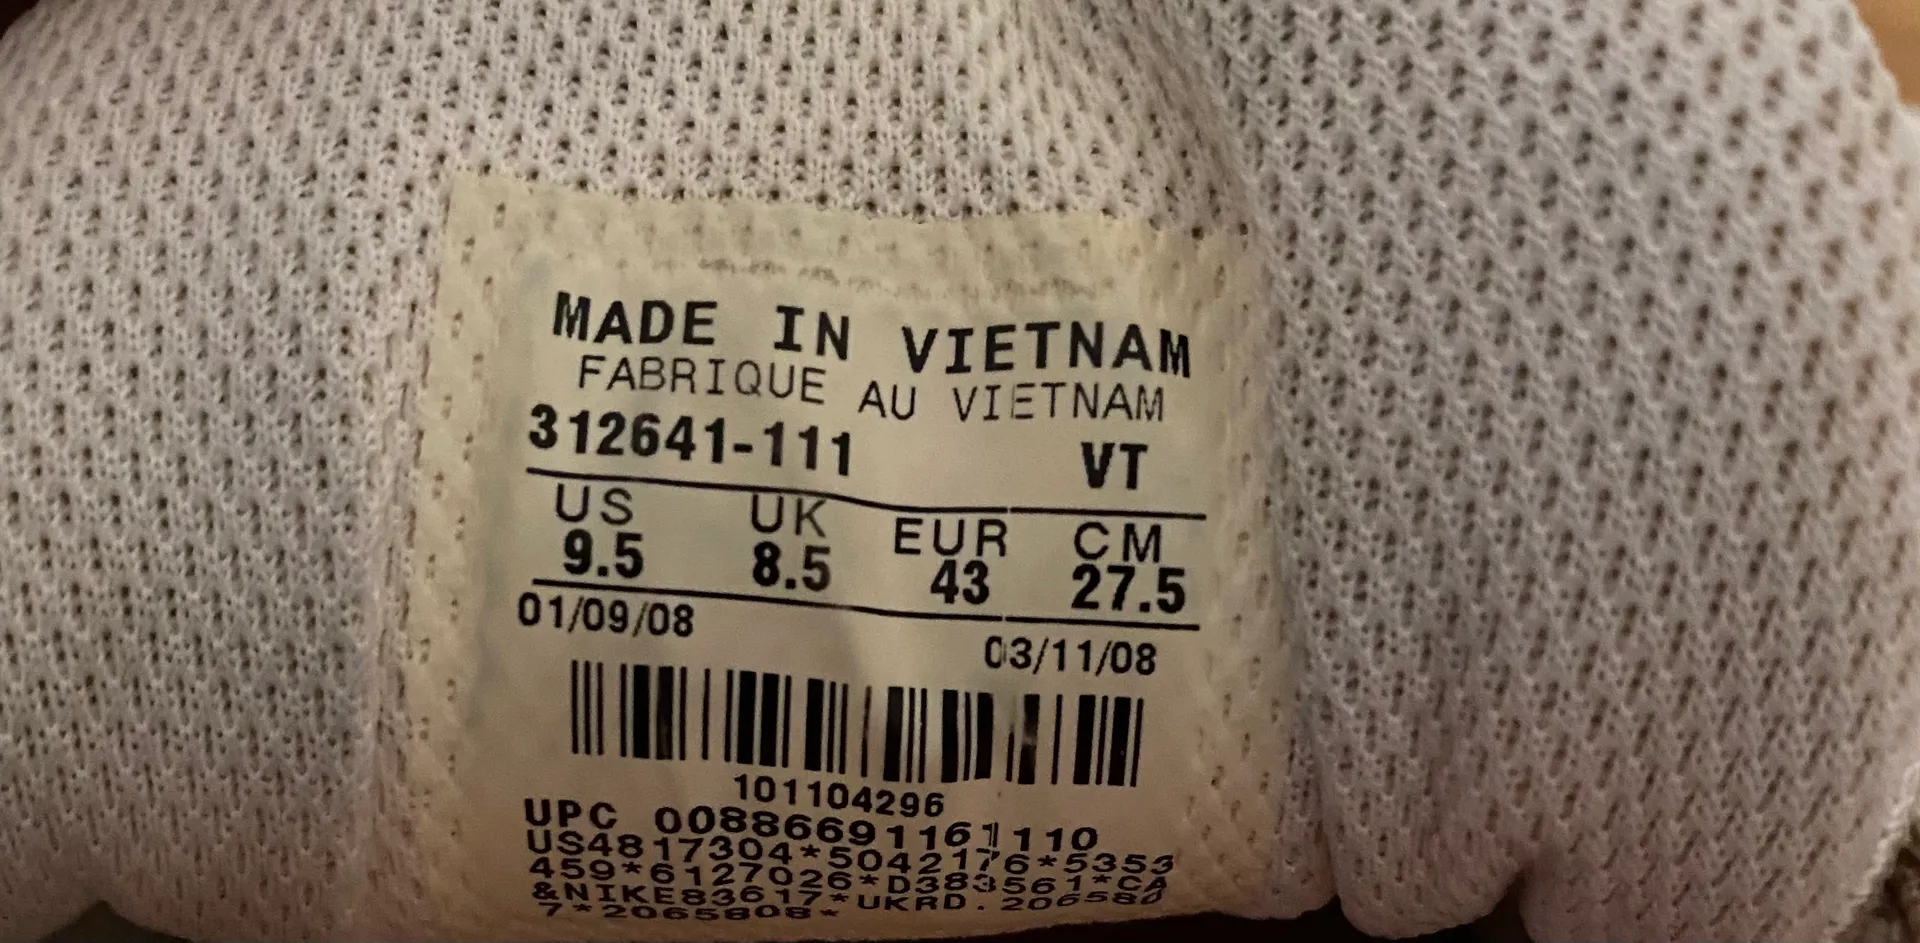 MADE IN VIETNAM
FABRIQUE AU VIETNAM
312641-111 VT
US UK EUR CM
9.5 8.5 43 27.5
01/09/08 03/11/08
101104296
UPC 00886691161110
US4817304*5042176*5353
459*6127026*D383561*CA
&NIKE83617*UKRD.206580
7*2065808*